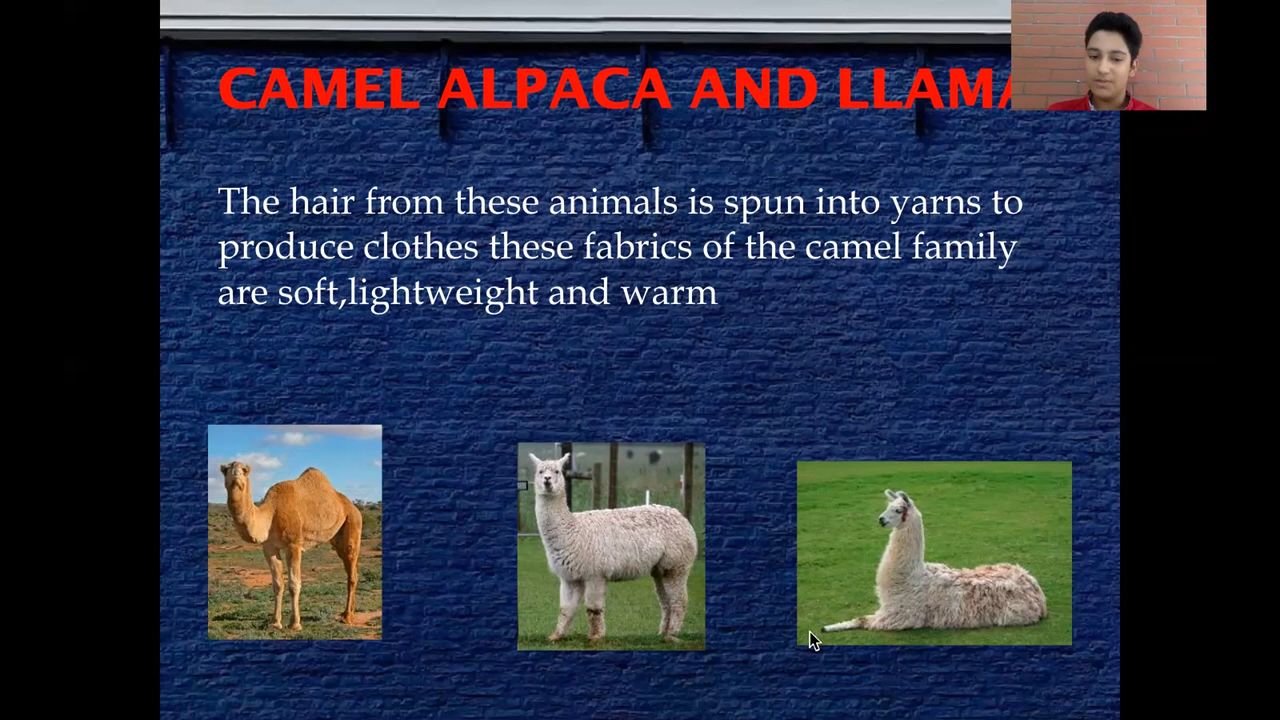 CAMEL ALPACA AND LLAMA
The hair from these animals is spun into yarns to
produce clothes these fabrics of the camel family
are soft,lightweight and warm